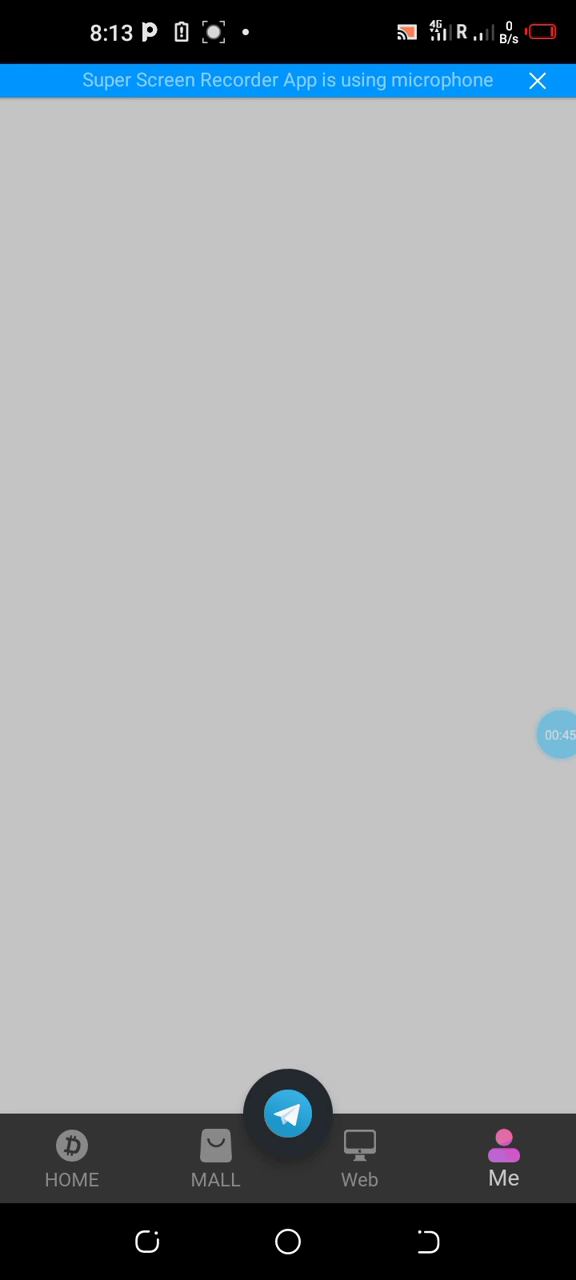 8:13
4G
R
0
B/s
Super Screen Recorder App is using microphone
00:45
HOME
MALL
Web
Me